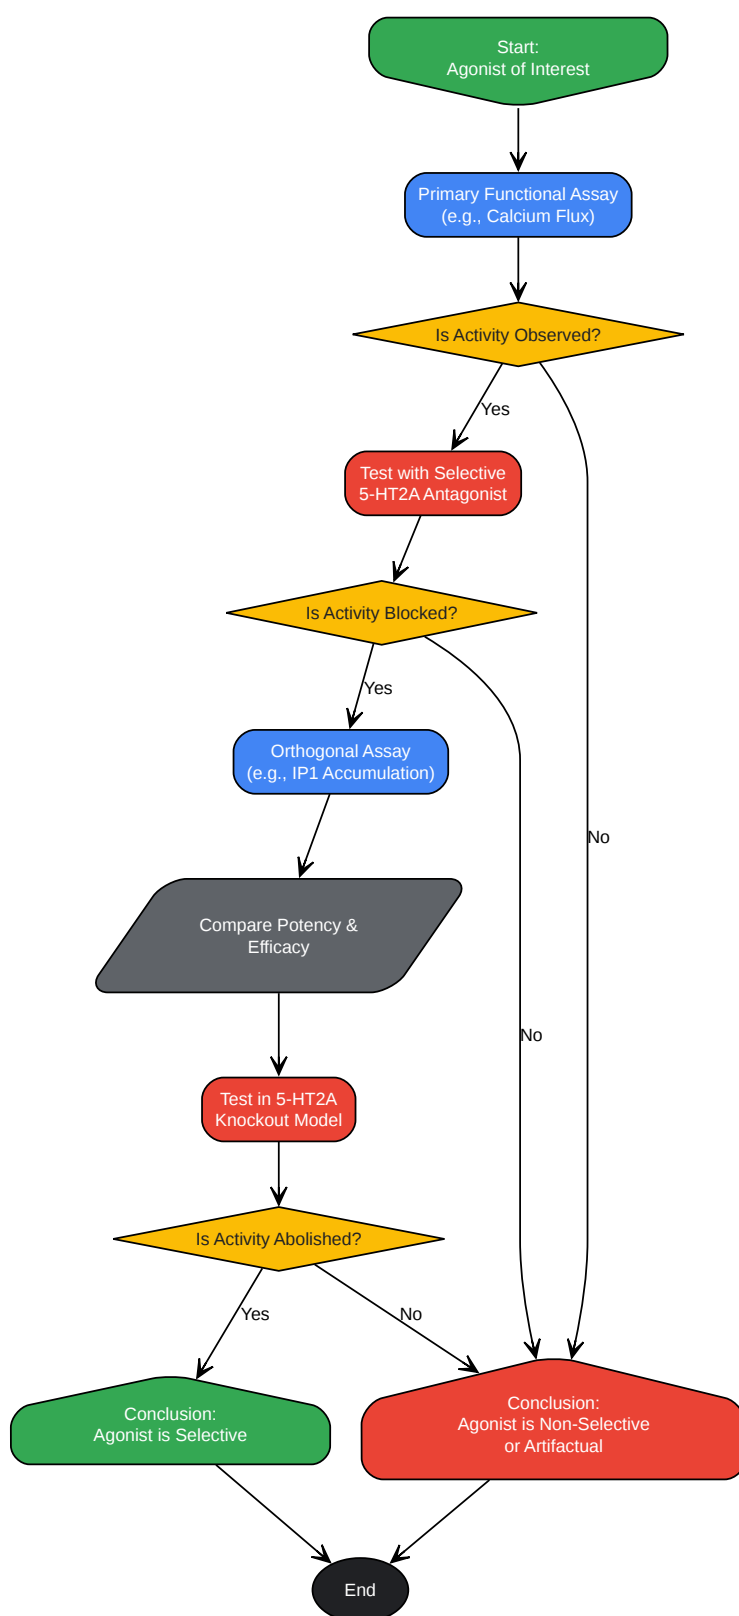 Start:
Agonist of Interest
Primary Functional Assay
(e.g., Calcium Flux)
Is Activity Observed?
Yes
Test with Selective
5-HT2A Antagonist
Is Activity Blocked?
Yes
Orthogonal Assay
(e.g., IP1 Accumulation)
No
Compare Potency &
Efficacy
No
Test in 5-HT2A
Knockout Model
Is Activity Abolished?
Yes
No
Conclusion:
Agonist is Selective
Conclusion:
Agonist is Non-Selective
or Artifactual
End